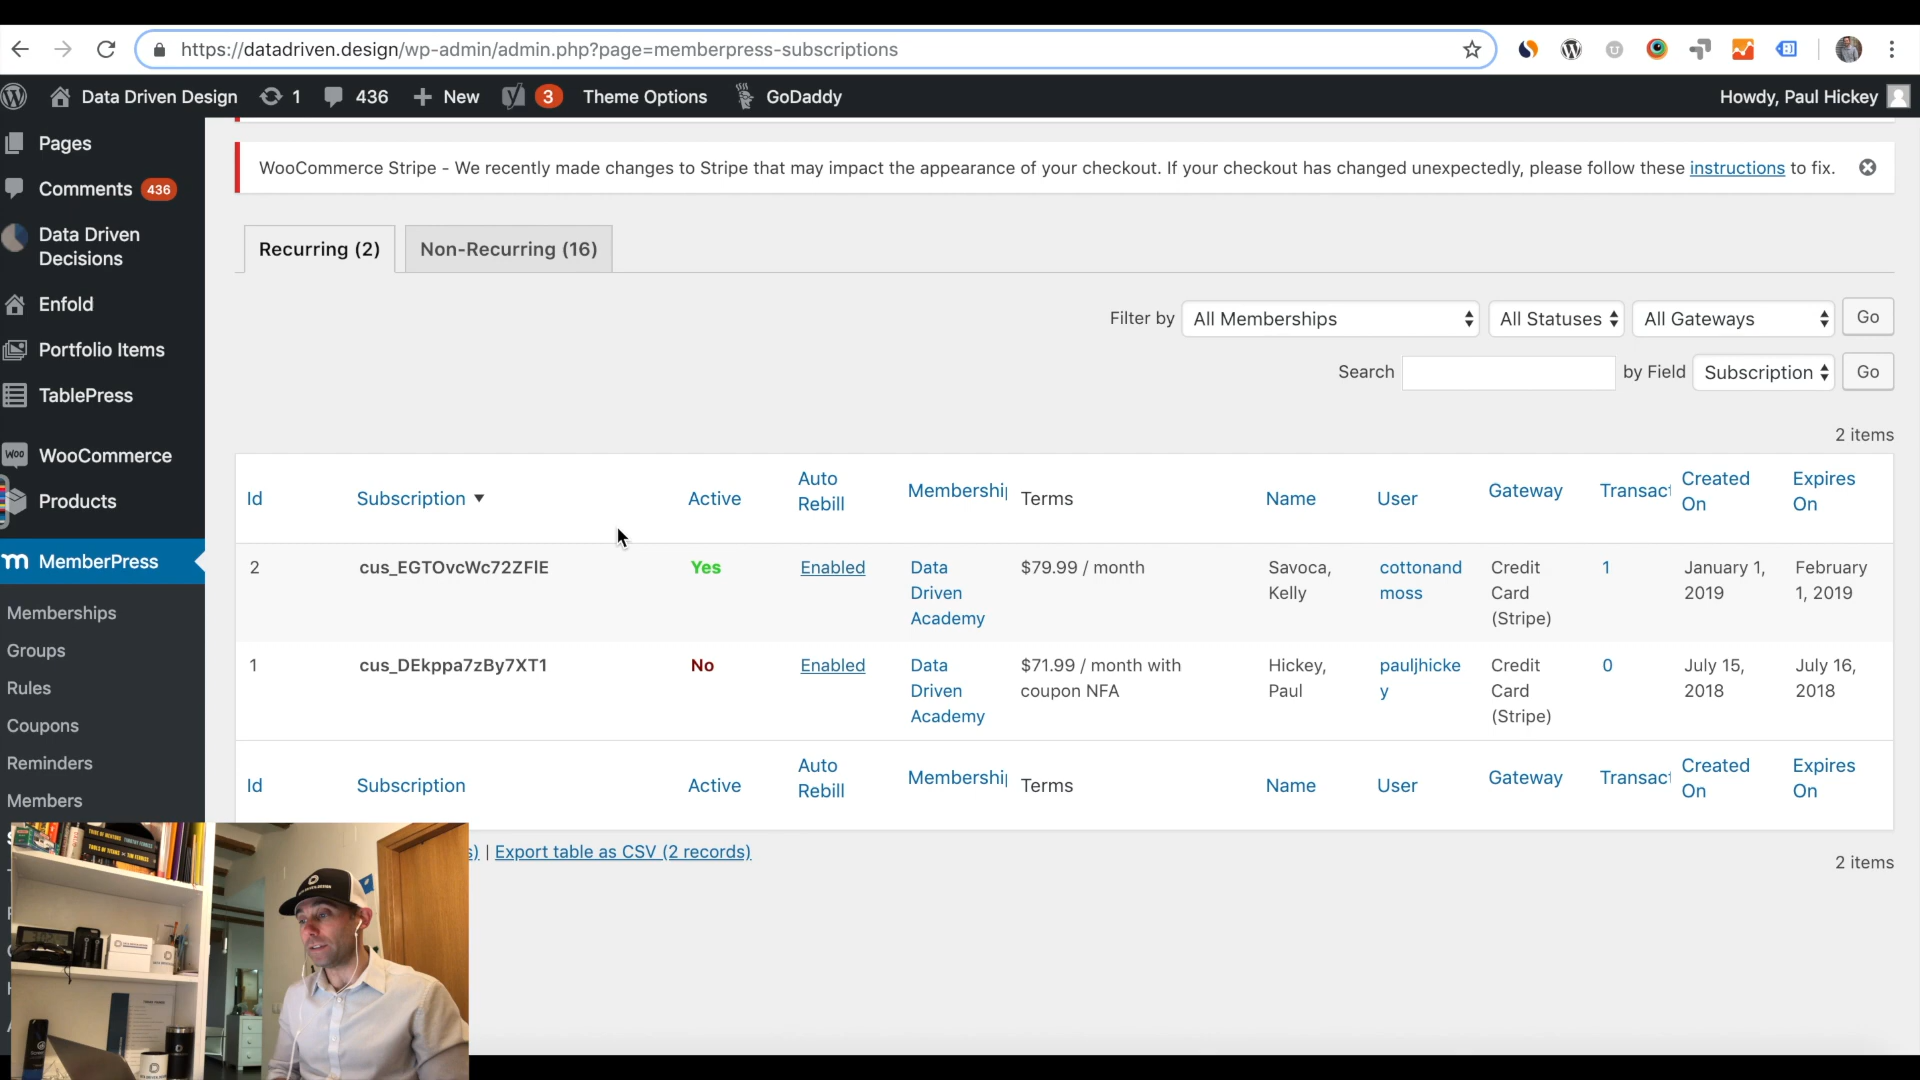 https://datadriven.design/wp-admin/admin.php?page=memberpress-subscriptions
Data Driven Design 1 436 New 3 Theme Options GoDaddy Howdy, Paul Hickey
Pages
Comments 436
Data Driven
Decisions
Enfold
Portfolio Items
TablePress
WooCommerce
Products
MemberPress
Memberships
Groups
Rules
Coupons
Reminders
Members
WooCommerce Stripe - We recently made changes to Stripe that may impact the appearance of your checkout. If your checkout has changed unexpectedly, please follow these instructions to fix.
Recurring (2) Non-Recurring (16)
Filter by All Memberships All Statuses All Gateways Go
Search by Field Subscription Go
2 items
Id Subscription Active Auto Rebill Membershi Terms Name User Gateway Transact Created On Expires On
2 cus_EGTOvcWc72ZFIE Yes Enabled Data $79.99 / month Savoca, cottonand Credit 1 January 1, February
Driven Kelly moss Card 2019 1, 2019
Academy (Stripe)
1 cus_DEkppa7zBy7XT1 No Enabled Data $71.99 / month with Hickey, pauljhicke Credit 0 July 15, July 16,
Driven coupon NFA Paul y Card 2018 2018
Academy (Stripe)
Id Subscription Active Auto Rebill Membershi Terms Name User Gateway Transact Created On Expires On
s) | Export table as CSV (2 records)
2 items